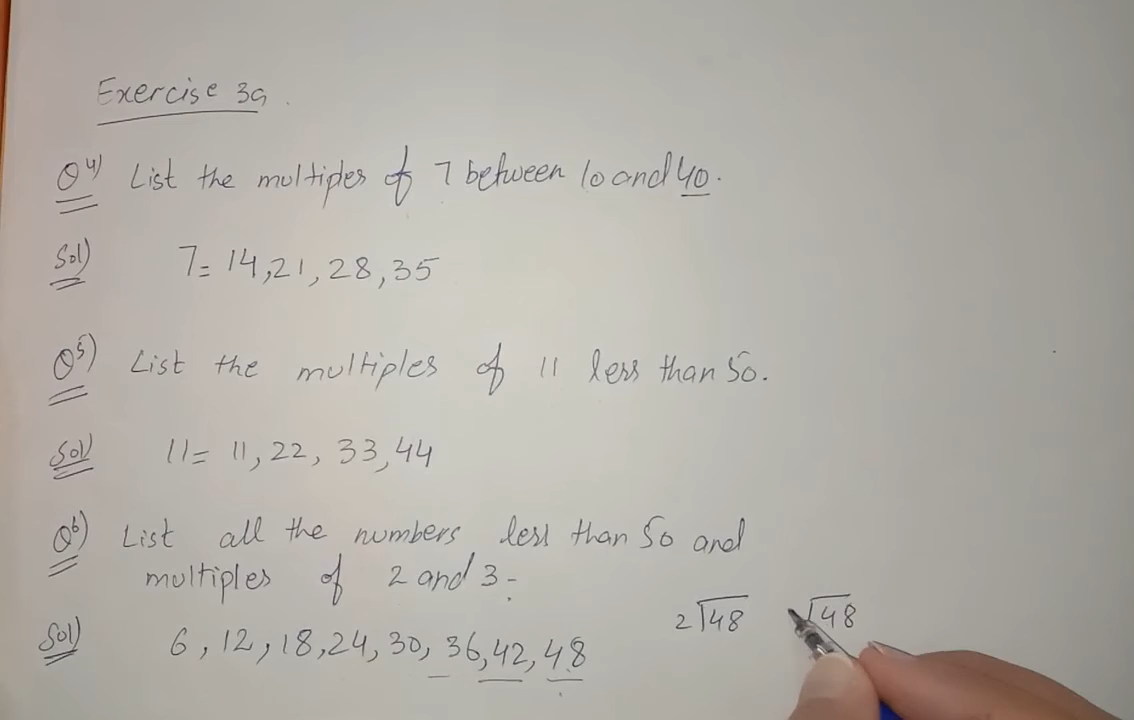 Exercise 3a.
Q4) List the multiples of 7 between 10 and 40.
Sol) 7= 14,21,28,35
Q5) List the multiples of 11 less than 50.
Sol) 11= 11,22, 33,44
Q6) List all the numbers less than 50 and
multiples of 2 and 3-
Sol) 6, 12, 18,24, 30, 36,42, 48
2 48 48